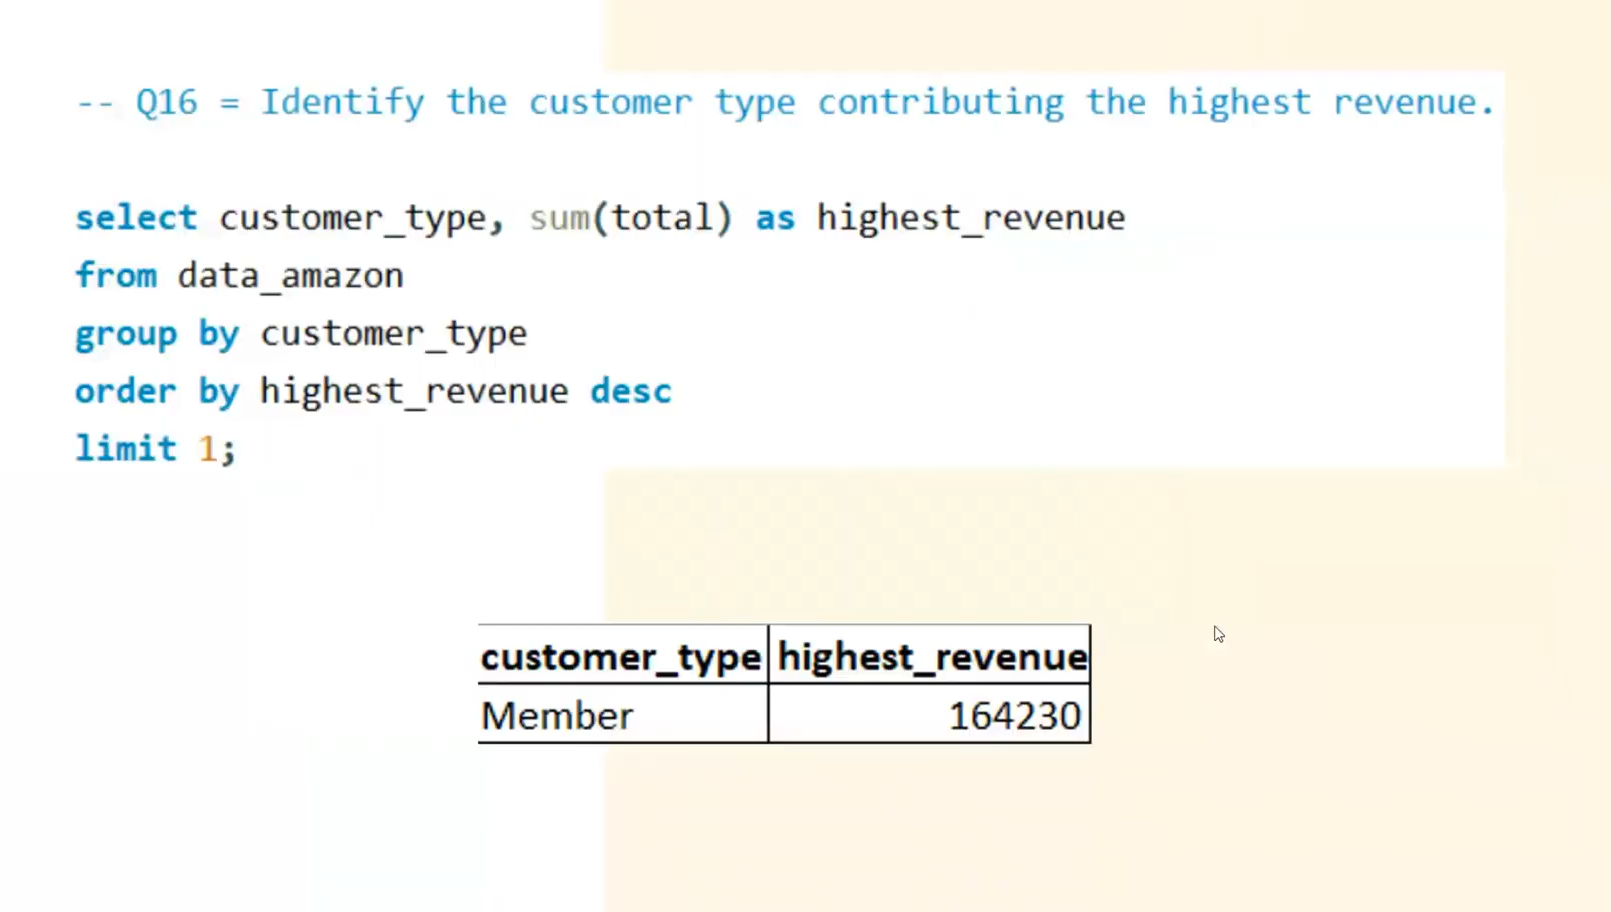 -- Q16 = Identify the customer type contributing the highest revenue.
select customer_type, sum(total) as highest_revenue
from data_amazon
group by customer_type
order by highest_revenue desc
limit 1;
customer_type highest_revenue
Member 164230